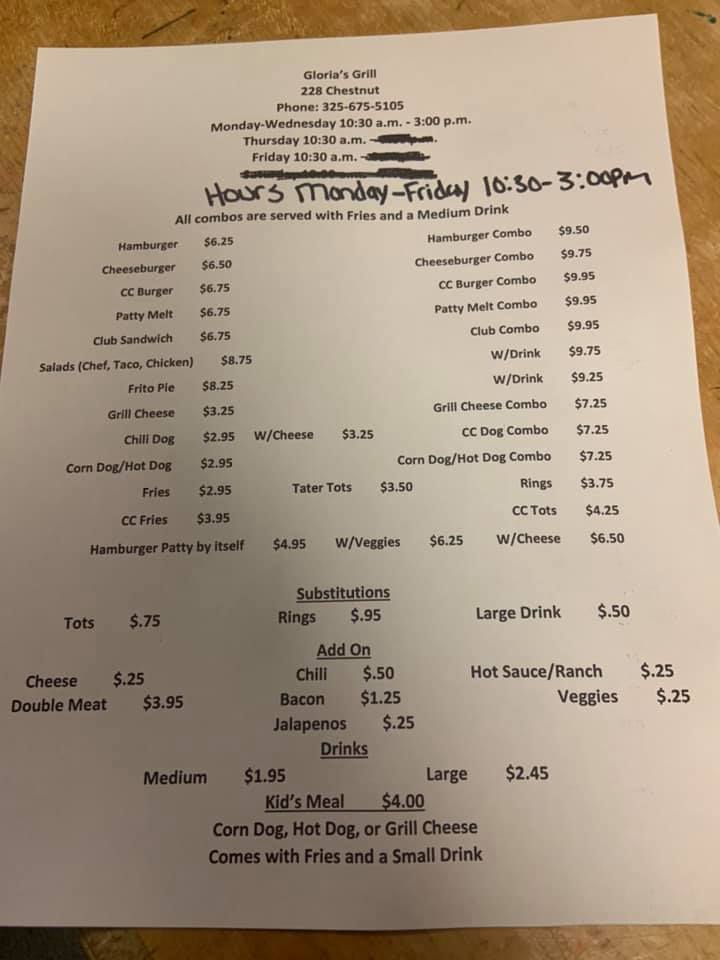 Gloria's Grill
228 Chestnut
Phone: 325-675-5105
Monday-Wednesday 10:30 a.m. - 3:00 p.m.
Thursday 10:30 a.m. -
Friday 10:30 a.m. -
Hours Monday-Friday 10:30-3:00pm
All combos are served with Fries and a Medium Drink
Hamburger $6.25 Hamburger Combo $9.50
Cheeseburger $6.50 Cheeseburger Combo $9.75
CC Burger $6.75 CC Burger Combo $9.95
Patty Melt $6.75 Patty Melt Combo $9.95
Club Sandwich $6.75 Club Combo $9.95
Salads (Chef, Taco, Chicken) $8.75 W/Drink $9.75
Frito Pie $8.25 W/Drink $9.25
Grill Cheese $3.25 Grill Cheese Combo $7.25
Chili Dog $2.95 W/Cheese $3.25 CC Dog Combo $7.25
Corn Dog/Hot Dog $2.95 Corn Dog/Hot Dog Combo $7.25
Fries $2.95 Tater Tots $3.50 Rings $3.75
CC Fries $3.95 CC Tots $4.25
Hamburger Patty by itself $4.95 W/Veggies $6.25 W/Cheese $6.50
Substitutions
Tots $.75 Rings $.95 Large Drink $.50
Add On
Cheese $.25 Chili $.50 Hot Sauce/Ranch $.25
Double Meat $3.95 Bacon $1.25 Veggies $.25
Jalapenos $.25
Drinks
Medium $1.95 Large $2.45
Kid's Meal $4.00
Corn Dog, Hot Dog, or Grill Cheese
Comes with Fries and a Small Drink